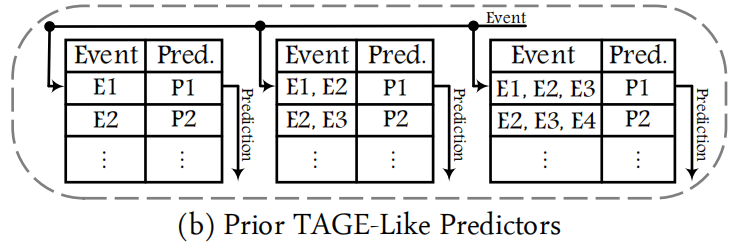 Event
Event Pred.
E1 P1
E2 P2
⋮ ⋮
Prediction
Event Pred.
E1, E2 P1
E2, E3 P2
⋮ ⋮
Prediction
Event Pred.
E1, E2, E3 P1
E2, E3, E4 P2
⋮ ⋮
Prediction
(b) Prior TAGE-Like Predictors